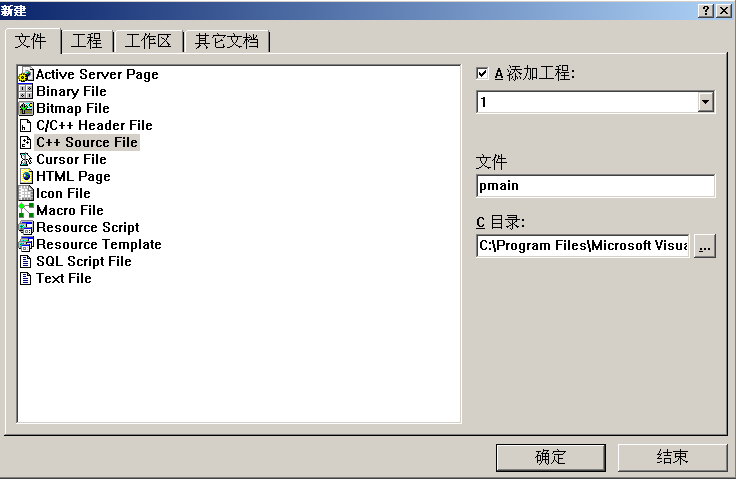 新建
文件 工程 工作区 其它文档
Active Server Page
Binary File
Bitmap File
C/C++ Header File
C++ Source File
Cursor File
HTML Page
Icon File
Macro File
Resource Script
Resource Template
SQL Script File
Text File
A 添加工程:
1
文件
pmain
C 目录:
C:\Program Files\Microsoft Visua
...
确定 结束